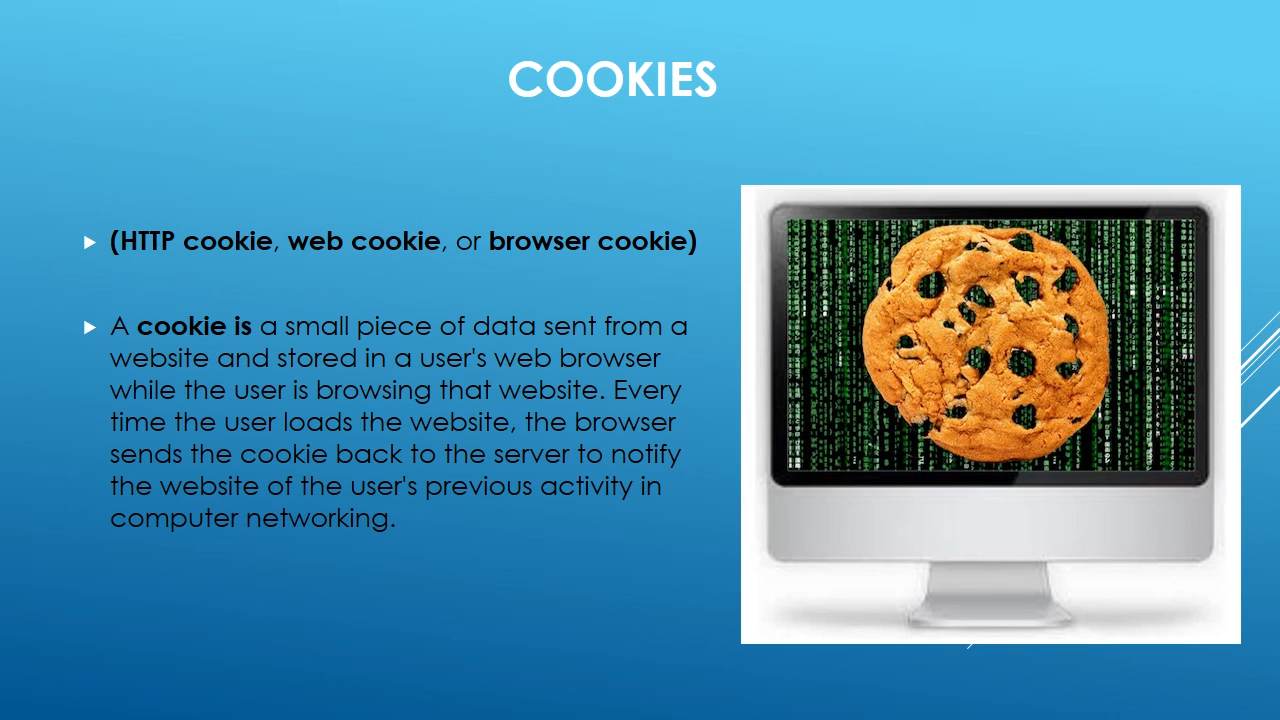 COOKIES
(HTTP cookie, web cookie, or browser cookie)
A cookie is a small piece of data sent from a
website and stored in a user's web browser
while the user is browsing that website. Every
time the user loads the website, the browser
sends the cookie back to the server to notify
the website of the user's previous activity in
computer networking.